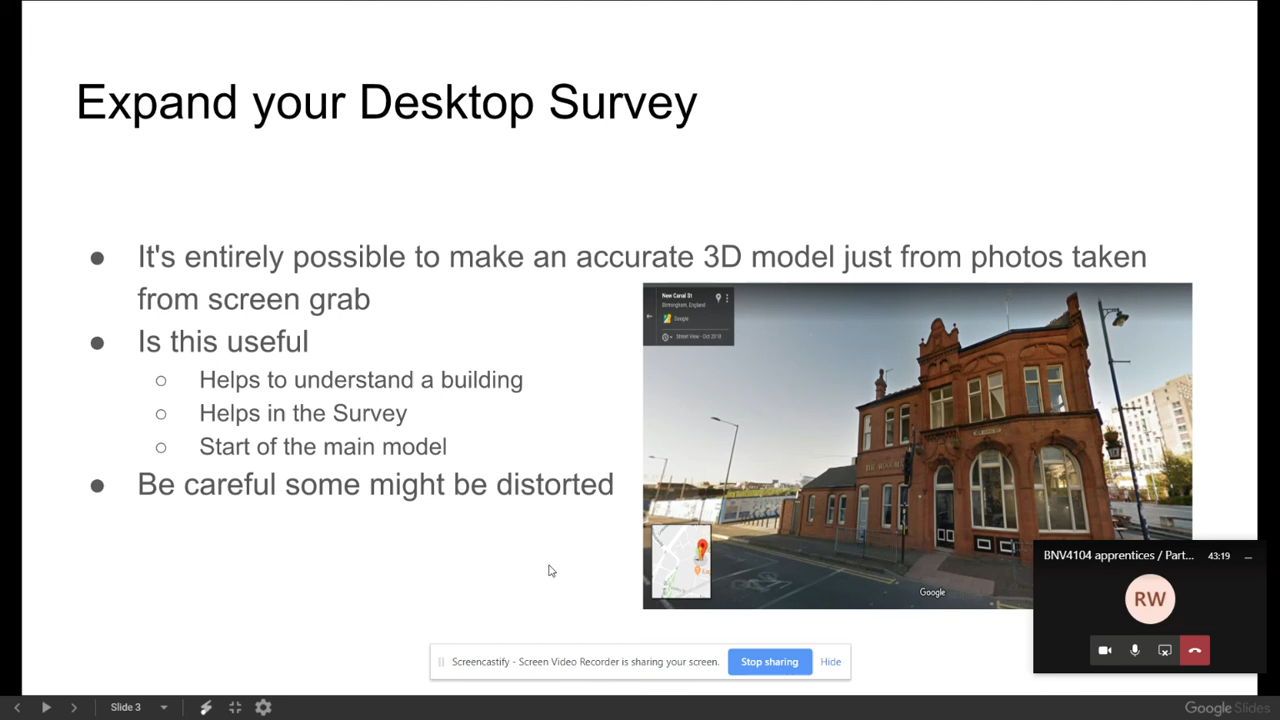 Expand your Desktop Survey
● It's entirely possible to make an accurate 3D model just from photos taken
from screen grab
● Is this useful
○ Helps to understand a building
○ Helps in the Survey
○ Start of the main model
● Be careful some might be distorted
New Canal St
Birmingham, England
Google
Street View - Oct 2018
Google
BNV4104 apprentices / Part... 43:19
RW
Screencastify - Screen Video Recorder is sharing your screen. Stop sharing Hide
Slide 3
Google Slides